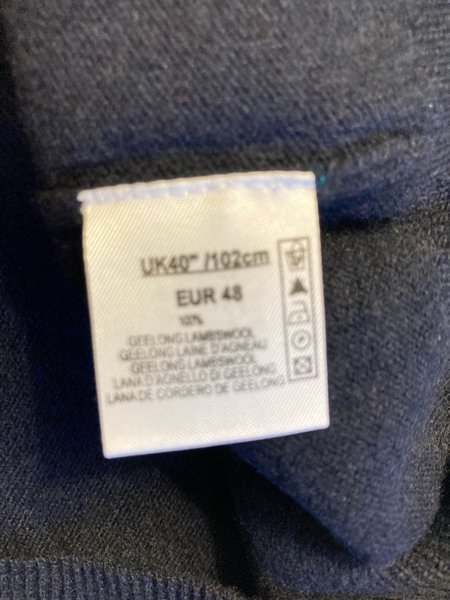 UK40" /102cm
EUR 48
100%
GEELONG LAMBSWOOL
GEELONG LAINE D'AGNEAU
GEELONG LAMBSWOOL
LANA D'AGNELLO DI GEELONG
LANA DE CORDERO DE GEELONG